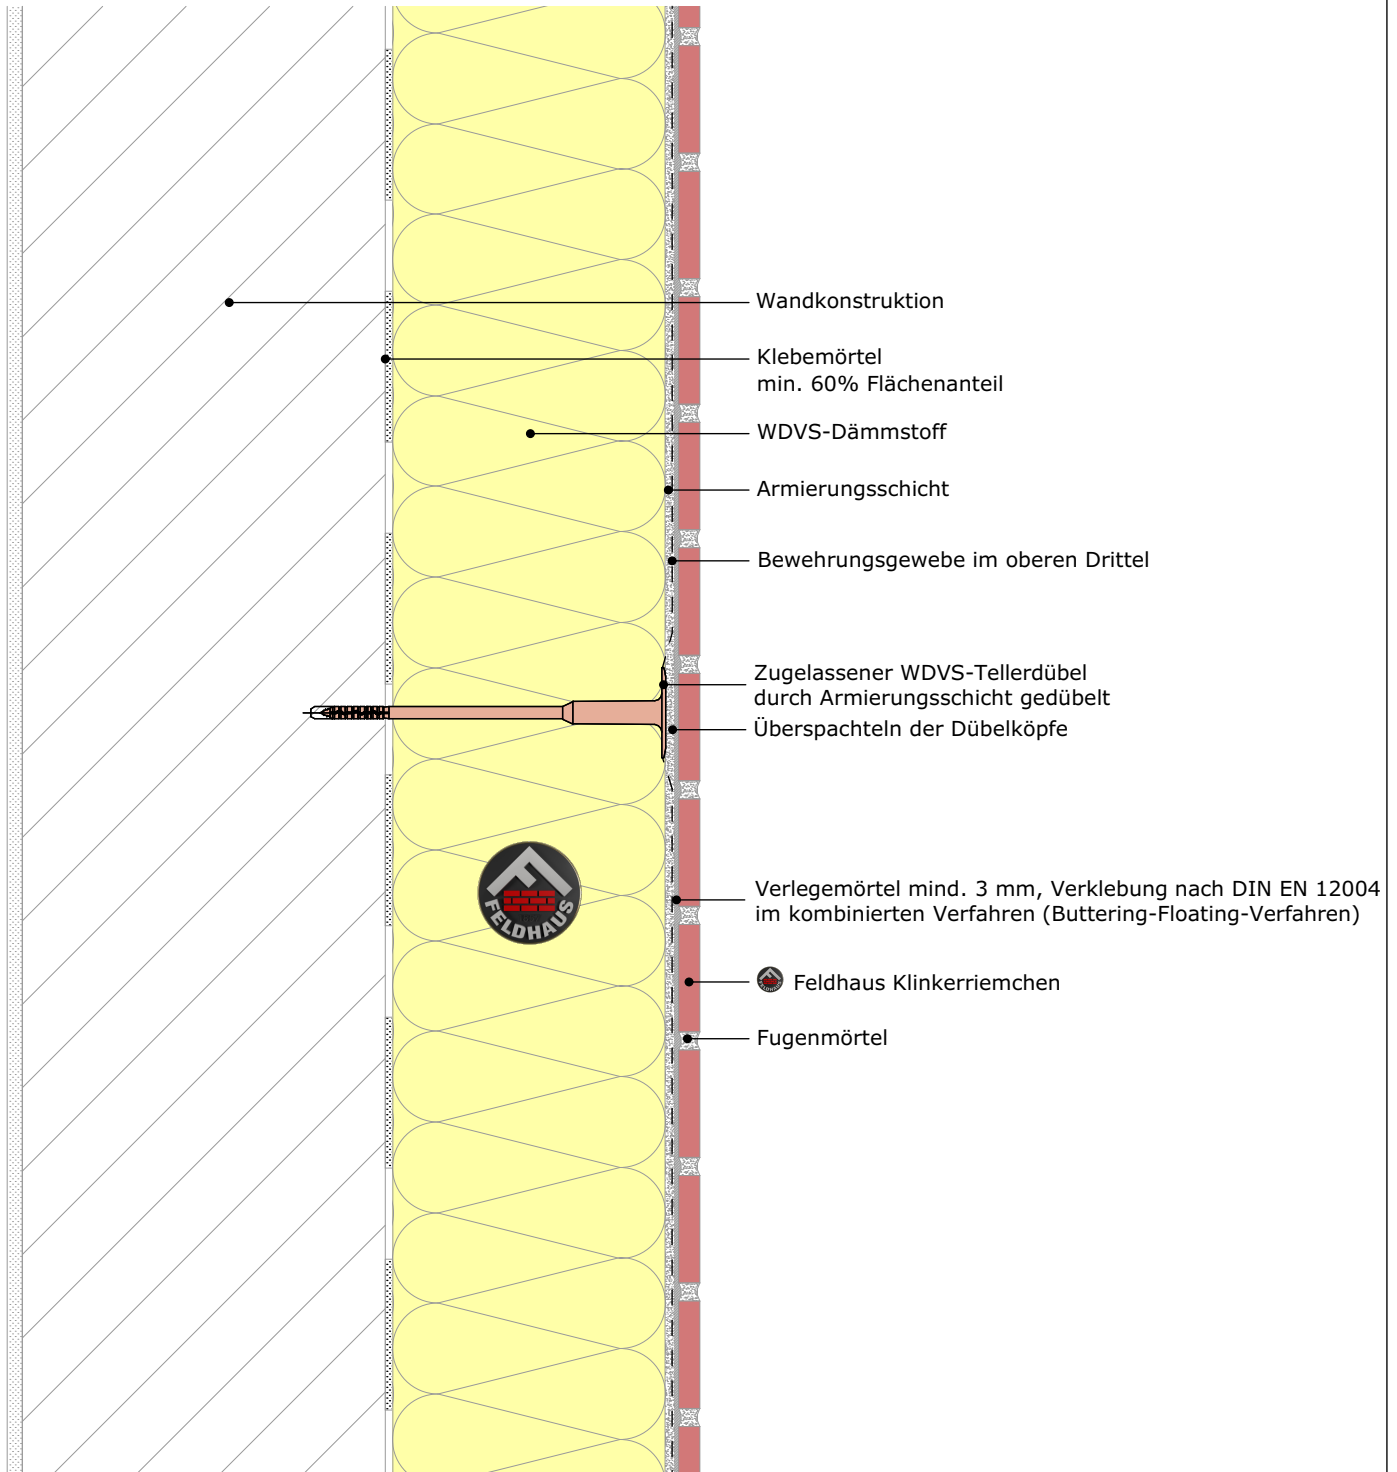 Wandkonstruktion
Klebemörtel
min. 60% Flächenanteil
WDVS-Dämmstoff
Armierungsschicht
Bewehrungsgewebe im oberen Drittel
Zugelassener WDVS-Tellerdübel
durch Armierungsschicht gedübelt
Überspachteln der Dübelköpfe
FELDHAUS
Verlegemörtel mind. 3 mm, Verklebung nach DIN EN 12004
im kombinierten Verfahren (Buttering-Floating-Verfahren)
FELDHAUS Feldhaus Klinkerriemchen
Fugenmörtel